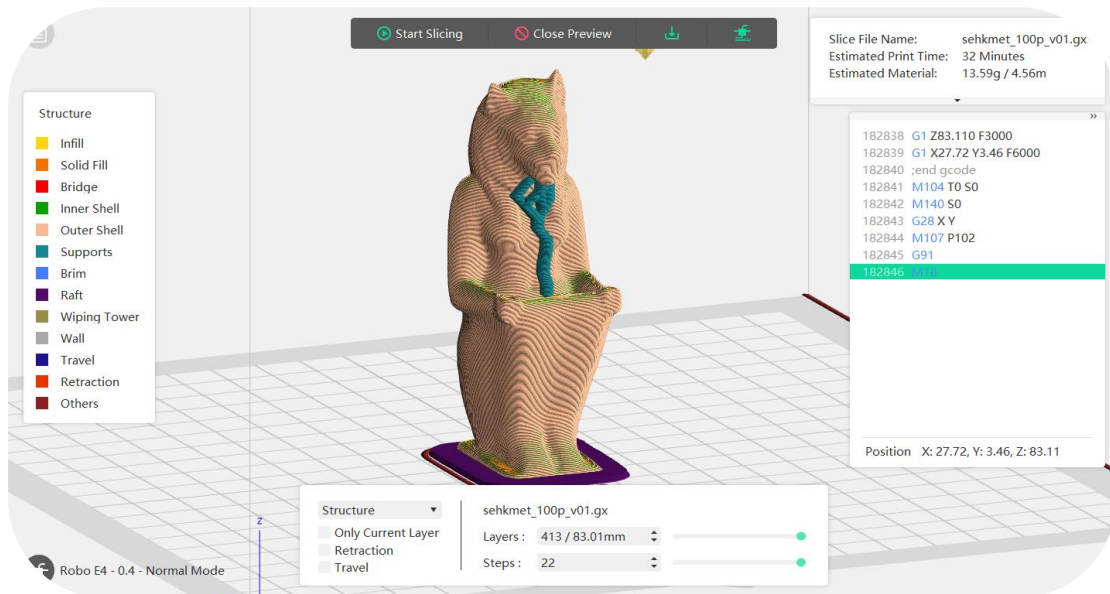 Start Slicing
Close Preview
Slice File Name: sehkmet_100p_v01.gx
Estimated Print Time: 32 Minutes
Estimated Material: 13.59g / 4.56m
Structure
Infill
Solid Fill
Bridge
Inner Shell
Outer Shell
Supports
Brim
Raft
Wiping Tower
Wall
Travel
Retraction
Others
182838 G1 Z83.110 F3000
182839 G1 X27.72 Y3.46 F6000
182840 ;end gcode
182841 M104 T0 S0
182842 M140 S0
182843 G28 X Y
182844 M107 P102
182845 G91
182846 M18
Position X: 27.72, Y: 3.46, Z: 83.11
Structure
Only Current Layer
Retraction
Travel
sehkmet_100p_v01.gx
Layers : 413 / 83.01mm
Steps : 22
z
Robo E4 - 0.4 - Normal Mode